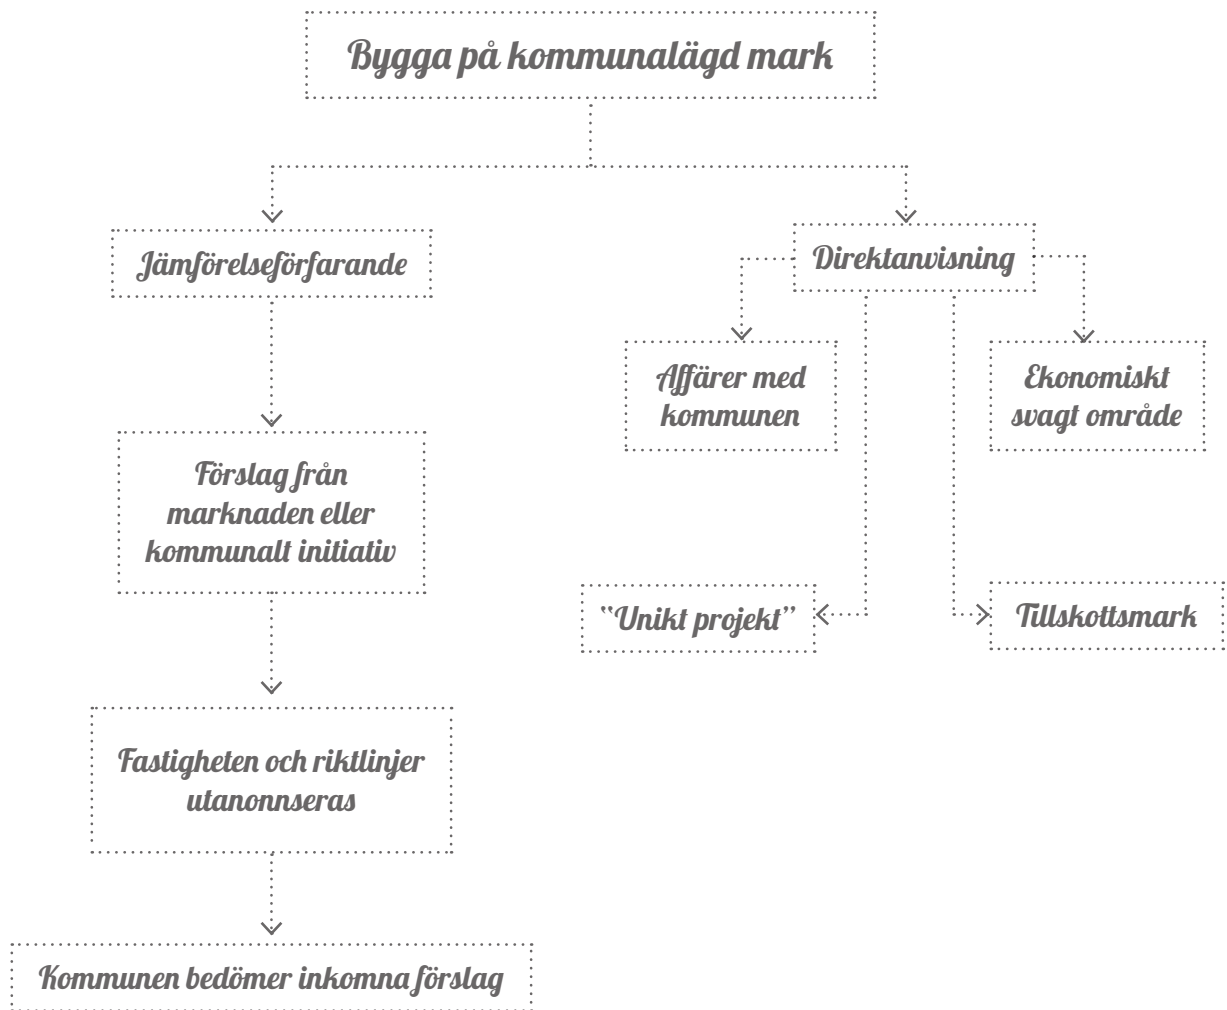 Bygga på kommunalägd mark
Jämförelseförfarande
Direktanvisning
Affärer med
kommunen
Ekonomiskt
svagt område
Förslag från
marknaden eller
kommunalt initiativ
"Unikt projekt"
Tillskottsmark
Fastigheten och riktlinjer
utanonnseras
Kommunen bedömer inkomna förslag